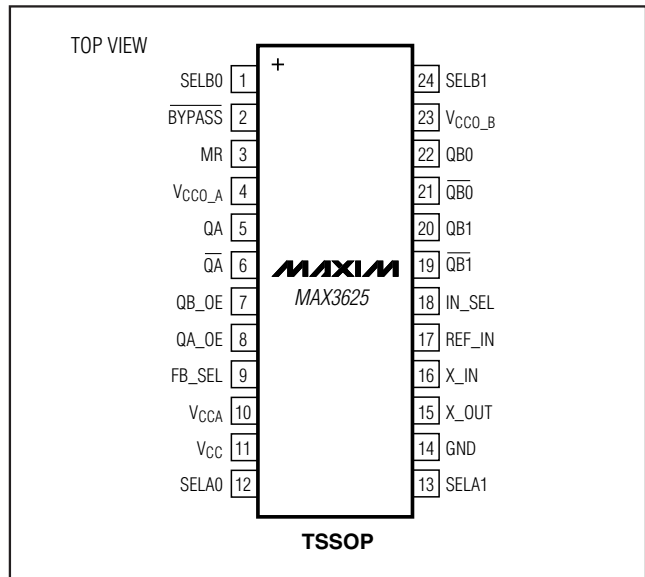 TOP VIEW
+
SELB0 1
BYPASS 2
MR 3
VCCO_A 4
QA 5
QA 6
QB_OE 7
QA_OE 8
FB_SEL 9
VCCA 10
VCC 11
SELA0 12
MAXIM
MAX3625
24 SELB1
23 VCCO_B
22 QB0
21 QB0
20 QB1
19 QB1
18 IN_SEL
17 REF_IN
16 X_IN
15 X_OUT
14 GND
13 SELA1
TSSOP